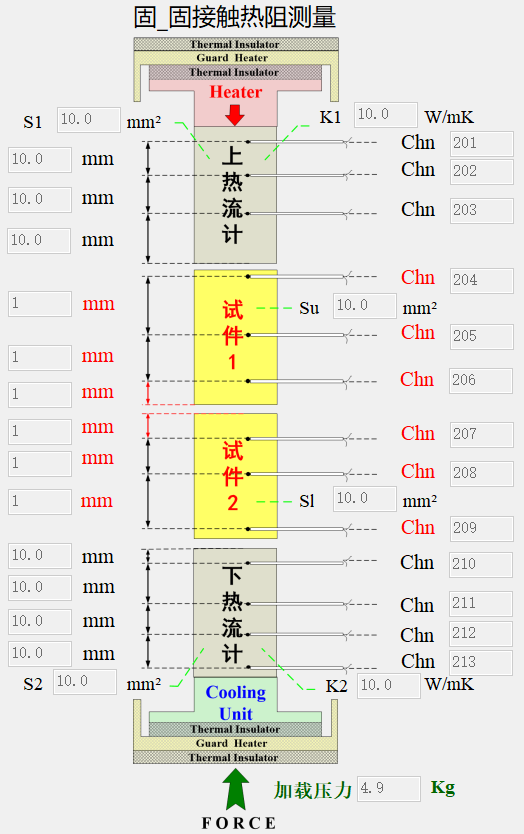 固_固接触热阻测量
Thermal Insulator
Guard Heater
Thermal Insulator
Heater
S1 10.0 mm² K1 10.0 W/mK
Chn 201
10.0 mm
Chn 202
10.0 mm
Chn 203
10.0 mm
上热流计
Chn 204
1 mm
Su 10.0 mm²
试件1
Chn 205
1 mm
Chn 206
1 mm
1 mm
Chn 207
1 mm
Chn 208
试件2
1 mm
Sl 10.0 mm²
Chn 209
10.0 mm
Chn 210
10.0 mm
Chn 211
10.0 mm
Chn 212
10.0 mm
Chn 213
下热流计
S2 10.0 mm² K2 10.0 W/mK
Cooling
Unit
Thermal Insulator
Guard Heater
Thermal Insulator
加载压力 4.9 Kg
FORCE